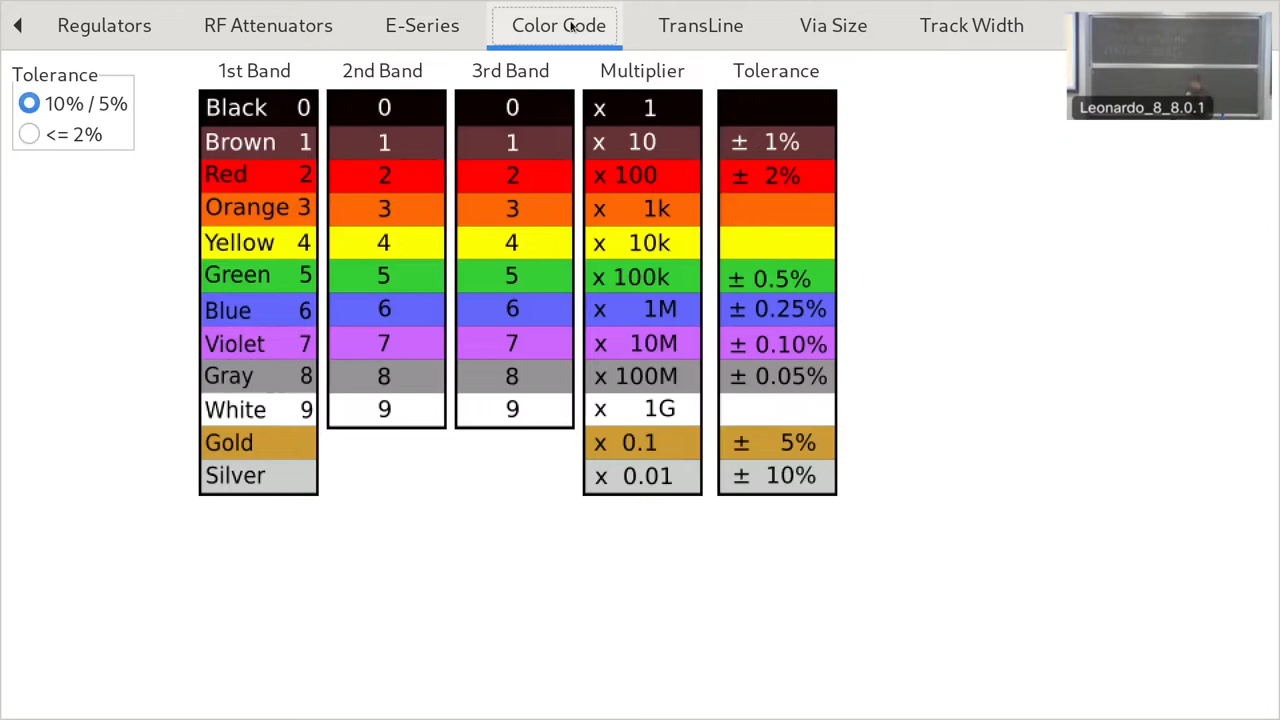 Regulators RF Attenuators E-Series Color Code TransLine Via Size Track Width
Tolerance
10% / 5%
<= 2%
1st Band 2nd Band 3rd Band Multiplier Tolerance
Black 0 0 0 x 1
Brown 1 1 1 x 10 ± 1%
Red 2 2 2 x 100 ± 2%
Orange 3 3 3 x 1k
Yellow 4 4 4 x 10k
Green 5 5 5 x 100k ± 0.5%
Blue 6 6 6 x 1M ± 0.25%
Violet 7 7 7 x 10M ± 0.10%
Gray 8 8 8 x 100M ± 0.05%
White 9 9 9 x 1G
Gold x 0.1 ± 5%
Silver x 0.01 ± 10%
Leonardo_8_8.0.1